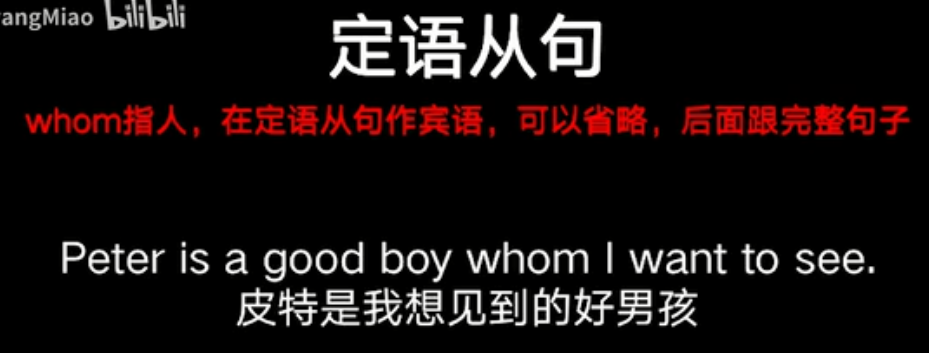 angMiao bilibili
定语从句
whom指人，在定语从句作宾语，可以省略，后面跟完整句子
Peter is a good boy whom I want to see.
皮特是我想见到的好男孩